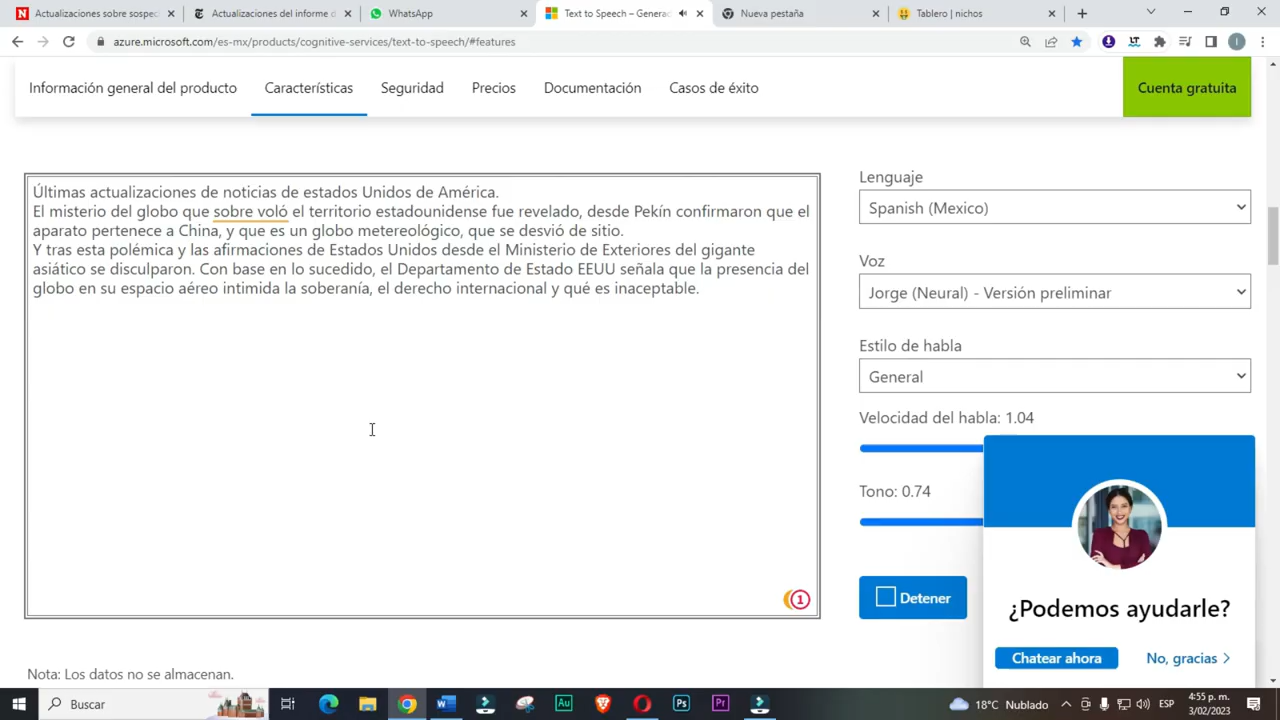 Actualizaciones sobre sospec
Actualizaciones del informe d
WhatsApp
Text to Speech – Generad
Nueva pestaña
Tablero | nichos
azure.microsoft.com/es-mx/products/cognitive-services/text-to-speech/#features
Información general del producto
Características
Seguridad
Precios
Documentación
Casos de éxito
Cuenta gratuita
Últimas actualizaciones de noticias de estados Unidos de América.
El misterio del globo que sobre voló el territorio estadounidense fue revelado, desde Pekín confirmaron que el
aparato pertenece a China, y que es un globo metereológico, que se desvió de sitio.
Y tras esta polémica y las afirmaciones de Estados Unidos desde el Ministerio de Exteriores del gigante
asiático se disculparon. Con base en lo sucedido, el Departamento de Estado EEUU señala que la presencia del
globo en su espacio aéreo intimida la soberanía, el derecho internacional y qué es inaceptable.
1
Nota: Los datos no se almacenan.
Lenguaje
Spanish (Mexico)
Voz
Jorge (Neural) - Versión preliminar
Estilo de habla
General
Velocidad del habla: 1.04
Tono: 0.74
Detener
¿Podemos ayudarle?
Chatear ahora
No, gracias
Buscar
18°C Nublado
ESP
4:55 p. m.
3/02/2023